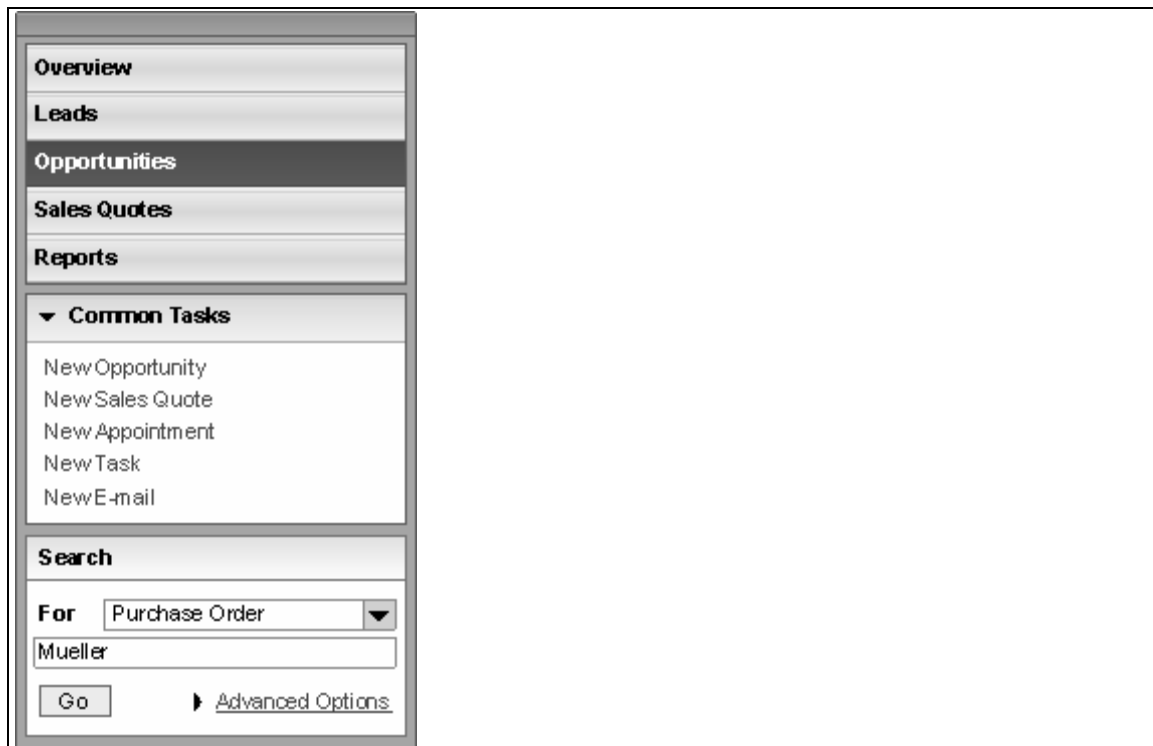 Overview
Leads
Opportunities
Sales Quotes
Reports
Common Tasks
New Opportunity
New Sales Quote
New Appointment
New Task
New E-mail
Search
For Purchase Order
Mueller
Go Advanced Options